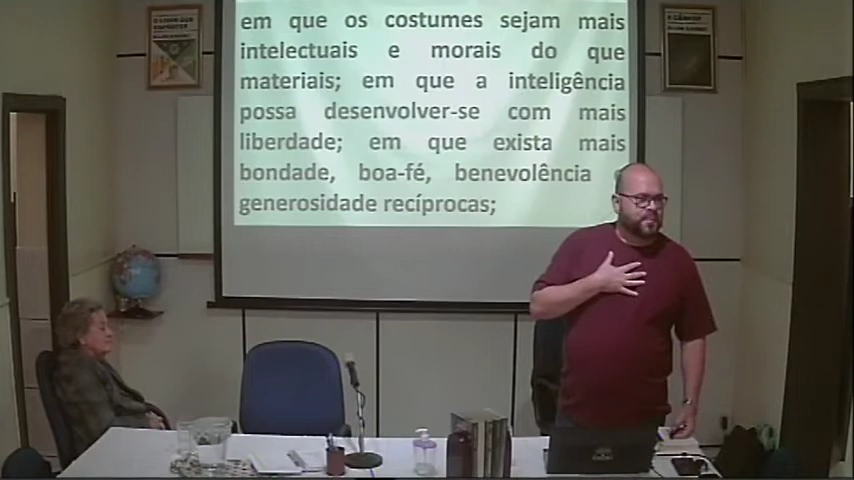 em que os costumes sejam mais
intelectuais e morais do que
materiais; em que a inteligência
possa desenvolver-se com mais
liberdade; em que exista mais
bondade, boa-fé, benevolência
generosidade recíprocas;